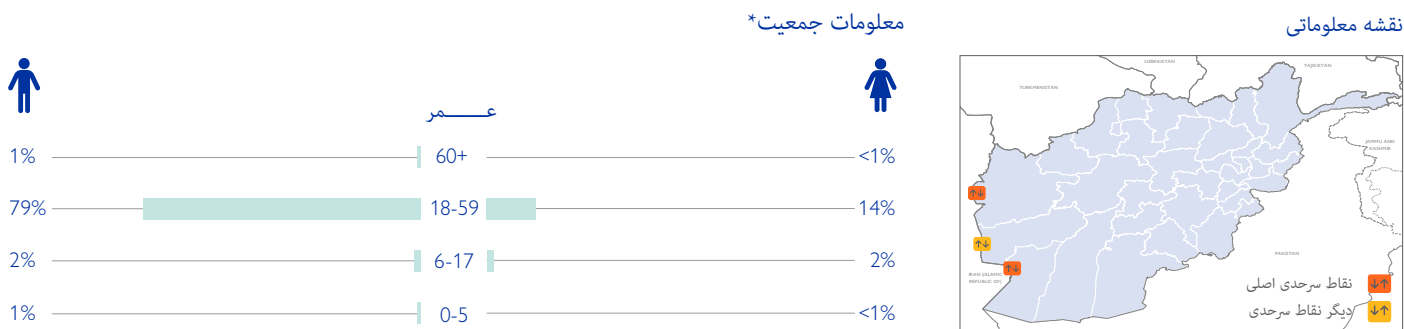 نقشه معلوماتی
معلومات جمعیت*
عـــــــمر
1% 60+ <1%
79% 18-59 14%
2% 6-17 2%
1% 0-5 <1%
UZBEKISTAN
TAJIKISTAN
TURKMENISTAN
JAMMU AND
KASHMIR
PAKISTAN
IRAN (ISLAMIC
REPUBLIC OF)
نقاط سرحدی اصلی
دیگر نقاط سرحدی